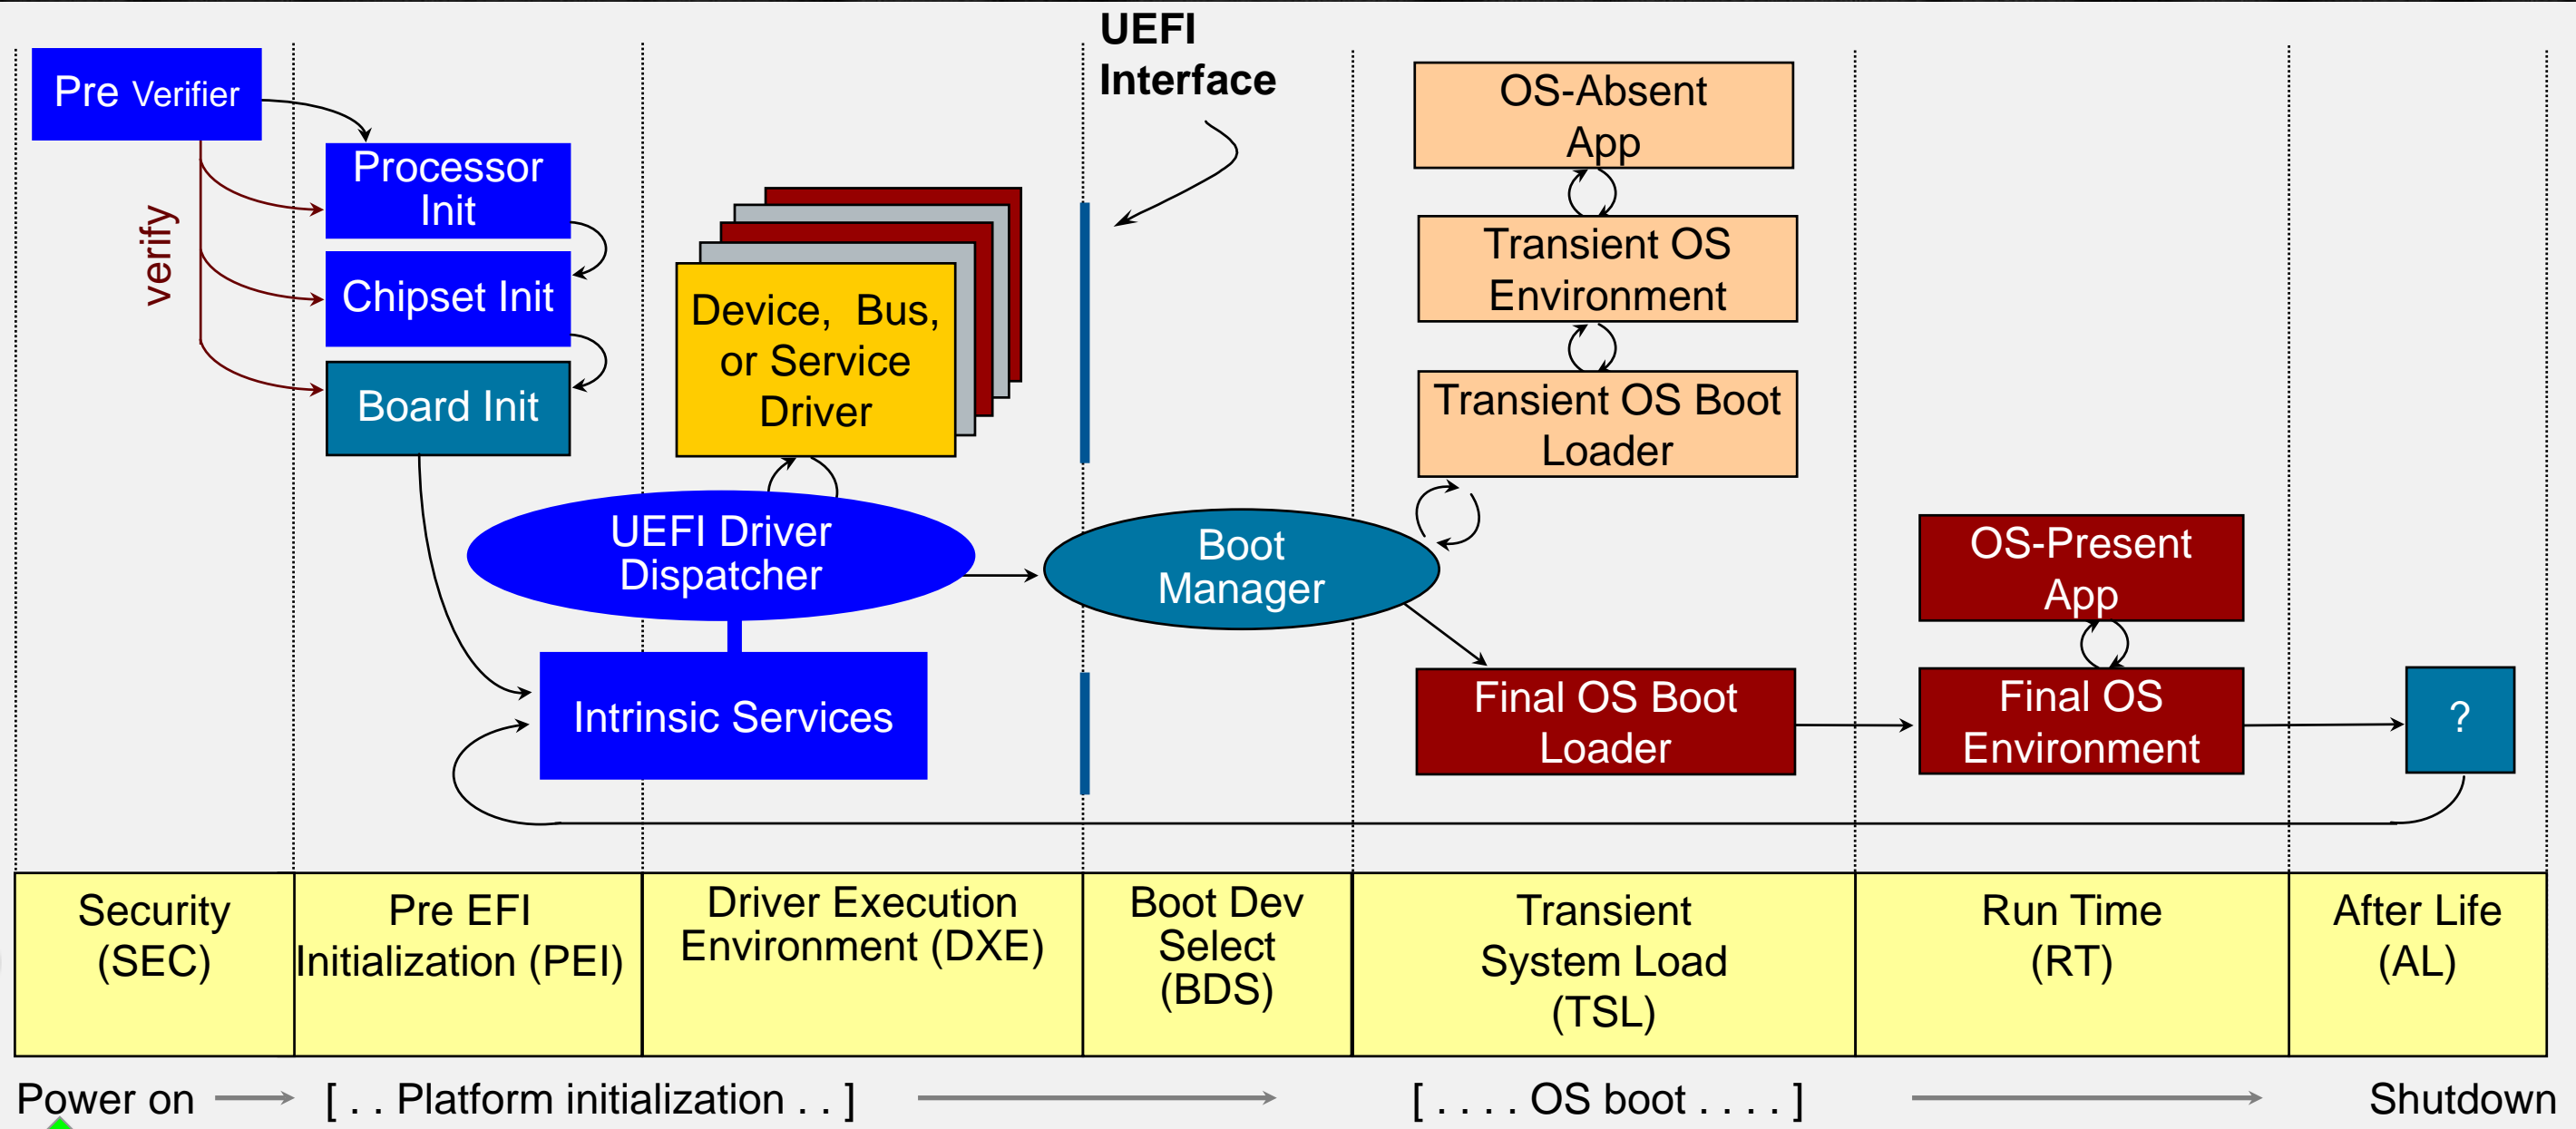 UEFI
Interface
Pre Verifier
verify
Processor
Init
Chipset Init
Board Init
Device, Bus,
or Service
Driver
UEFI Driver
Dispatcher
Intrinsic Services
Boot
Manager
OS-Absent
App
Transient OS
Environment
Transient OS Boot
Loader
Final OS Boot
Loader
OS-Present
App
Final OS
Environment
?
Security
(SEC)
Pre EFI
Initialization (PEI)
Driver Execution
Environment (DXE)
Boot Dev
Select
(BDS)
Transient
System Load
(TSL)
Run Time
(RT)
After Life
(AL)
Power on
[ . . Platform initialization . . ]
[ . . . . OS boot . . . . ]
Shutdown